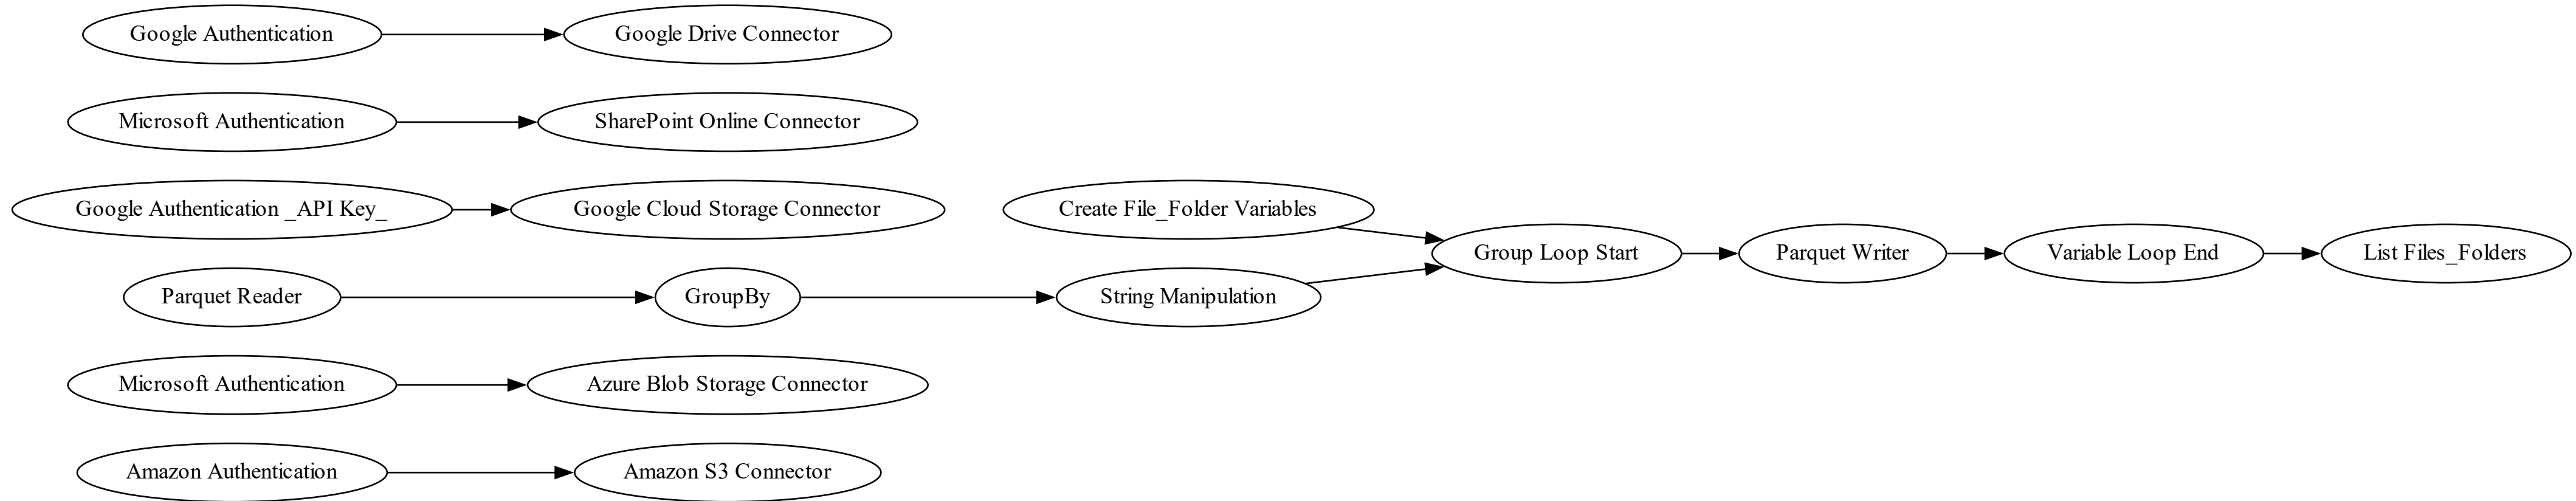 Google Authentication
Google Drive Connector
Microsoft Authentication
SharePoint Online Connector
Google Authentication _API Key_
Google Cloud Storage Connector
Create File_Folder Variables
Group Loop Start
Parquet Writer
Variable Loop End
List Files_Folders
Parquet Reader
GroupBy
String Manipulation
Microsoft Authentication
Azure Blob Storage Connector
Amazon Authentication
Amazon S3 Connector